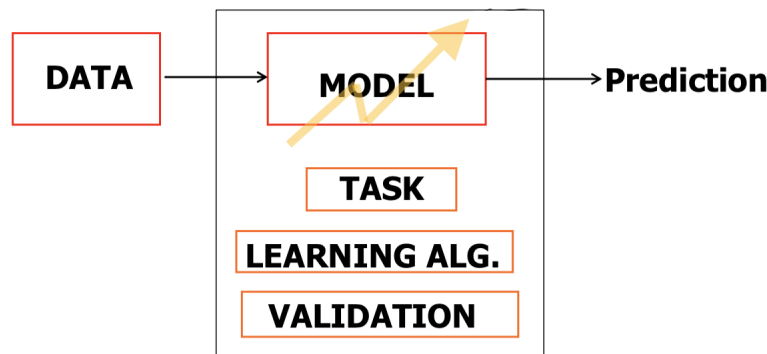 DATA
MODEL
Prediction
TASK
LEARNING ALG.
VALIDATION